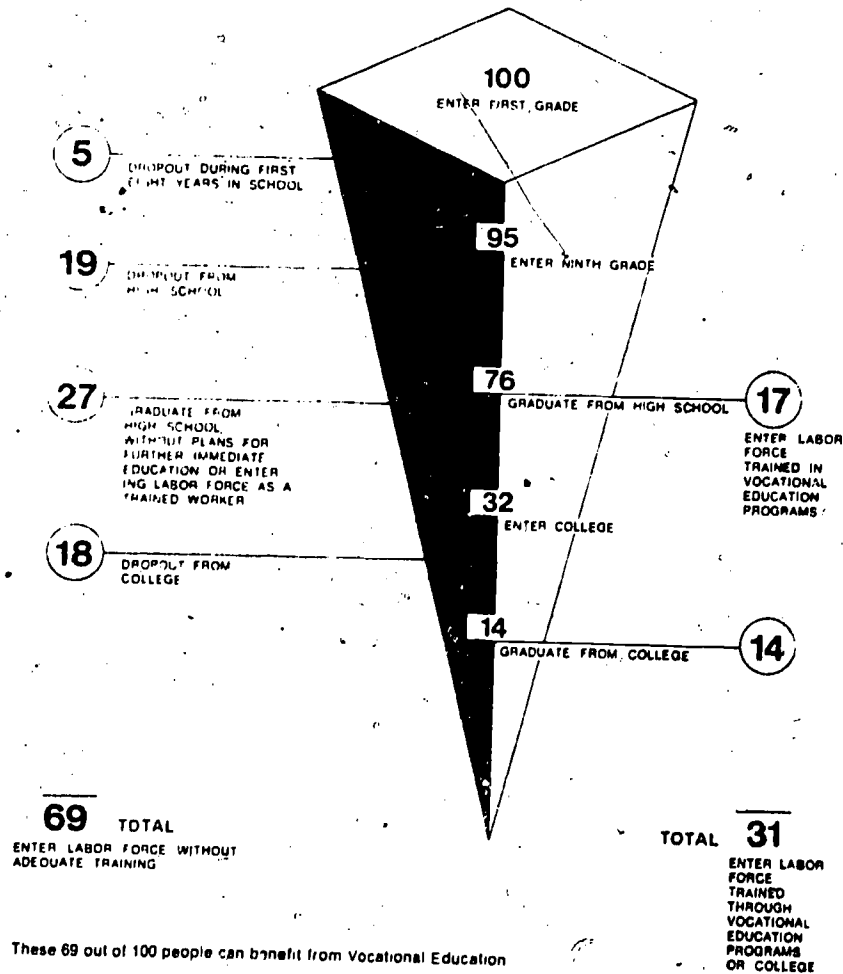 100
ENTER FIRST GRADE
5
DROPOUT DURING FIRST
EIGHT YEARS IN SCHOOL
95
ENTER NINTH GRADE
19
DROPOUT FROM
HIGH SCHOOL
76
GRADUATE FROM HIGH SCHOOL
17
ENTER LABOR
FORCE
TRAINED IN
VOCATIONAL
EDUCATION
PROGRAMS
27
GRADUATE FROM
HIGH SCHOOL,
WITHOUT PLANS FOR
FURTHER IMMEDIATE
EDUCATION OR ENTER
ING LABOR FORCE AS A
TRAINED WORKER
32
ENTER COLLEGE
18
DROPOUT FROM
COLLEGE
14
GRADUATE FROM COLLEGE
14
69 TOTAL
ENTER LABOR FORCE WITHOUT
ADEQUATE TRAINING
TOTAL 31
ENTER LABOR
FORCE
TRAINED
THROUGH
VOCATIONAL
EDUCATION
PROGRAMS
OR COLLEGE
These 69 out of 100 people can benefit from Vocational Education